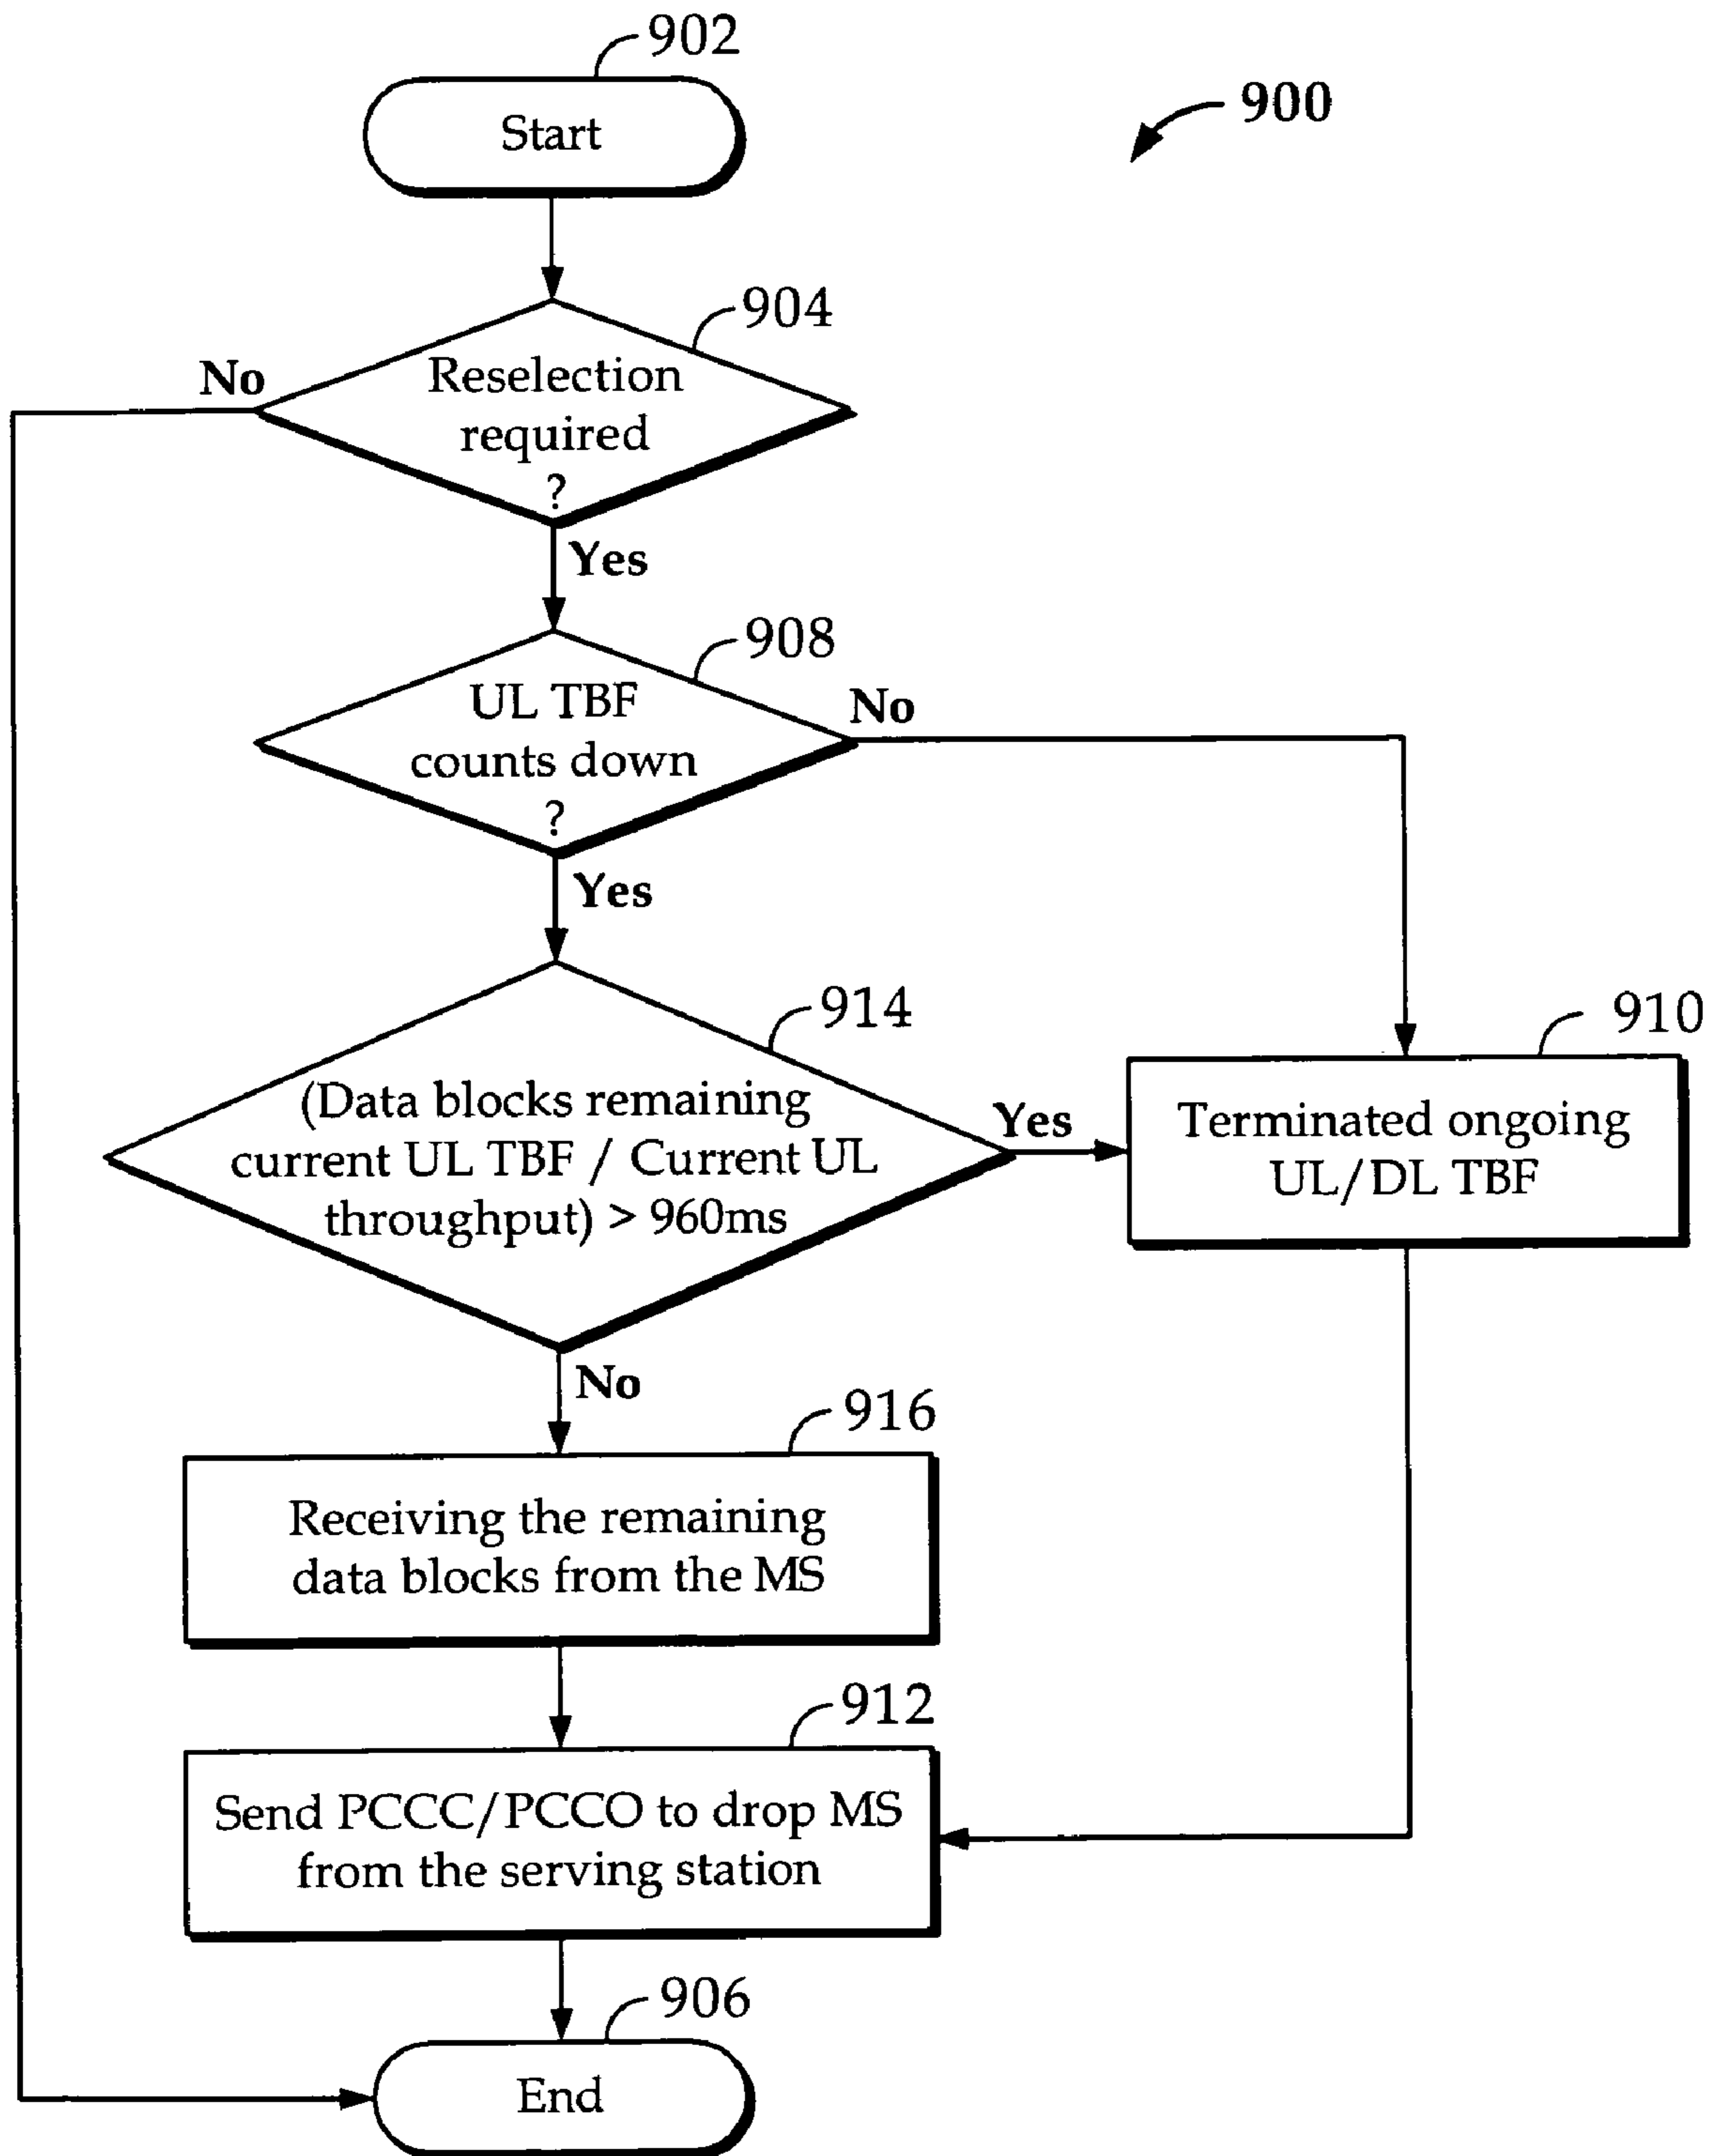 902
Start
900
904
Reselection
required
?
No
Yes
908
UL TBF
counts down
?
No
Yes
914
(Data blocks remaining
current UL TBF / Current UL
throughput) > 960ms
Yes
910
Terminated ongoing
UL/DL TBF
No
916
Receiving the remaining
data blocks from the MS
912
Send PCCC/PCCO to drop MS
from the serving station
906
End